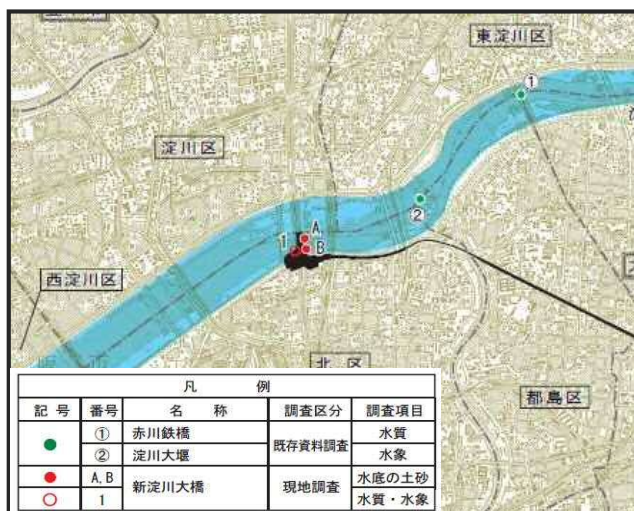 東淀川区
①
淀川区
②
A
1
B
西淀川区
北区
都島区
凡 例
記号 番号 名 称 調査区分 調査項目
① 赤川鉄橋 既存資料調査 水質
② 淀川大堰 水象
A,B 新淀川大橋 現地調査 水底の土砂
1 水質・水象